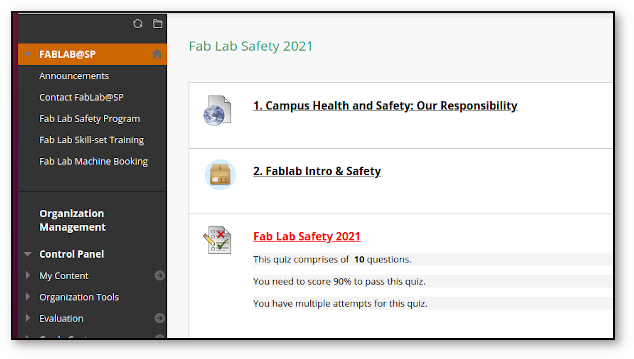 FABLAB@SP
Announcements
Contact FabLab@SP
Fab Lab Safety Program
Fab Lab Skill-set Training
Fab Lab Machine Booking
Organization
Management
Control Panel
My Content
Organization Tools
Evaluation
Fab Lab Safety 2021
1. Campus Health and Safety: Our Responsibility
2. Fablab Intro & Safety
Fab Lab Safety 2021
This quiz comprises of 10 questions.
You need to score 90% to pass this quiz.
You have multiple attempts for this quiz.